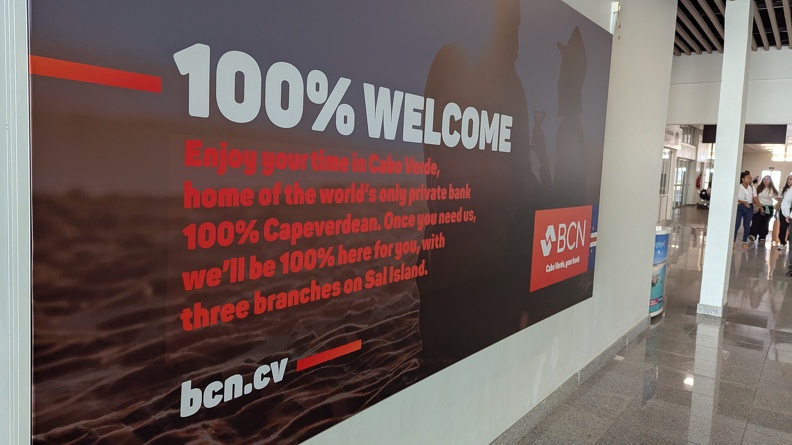 100% WELCOME
Enjoy your time in Cabo Verde,
home of the world's only private bank
100% Capeverdean. Once you need us,
we'll be 100% here for you, with
three branches on Sal Island.
BCN
Cabo Verde, your bank
bcn.cv